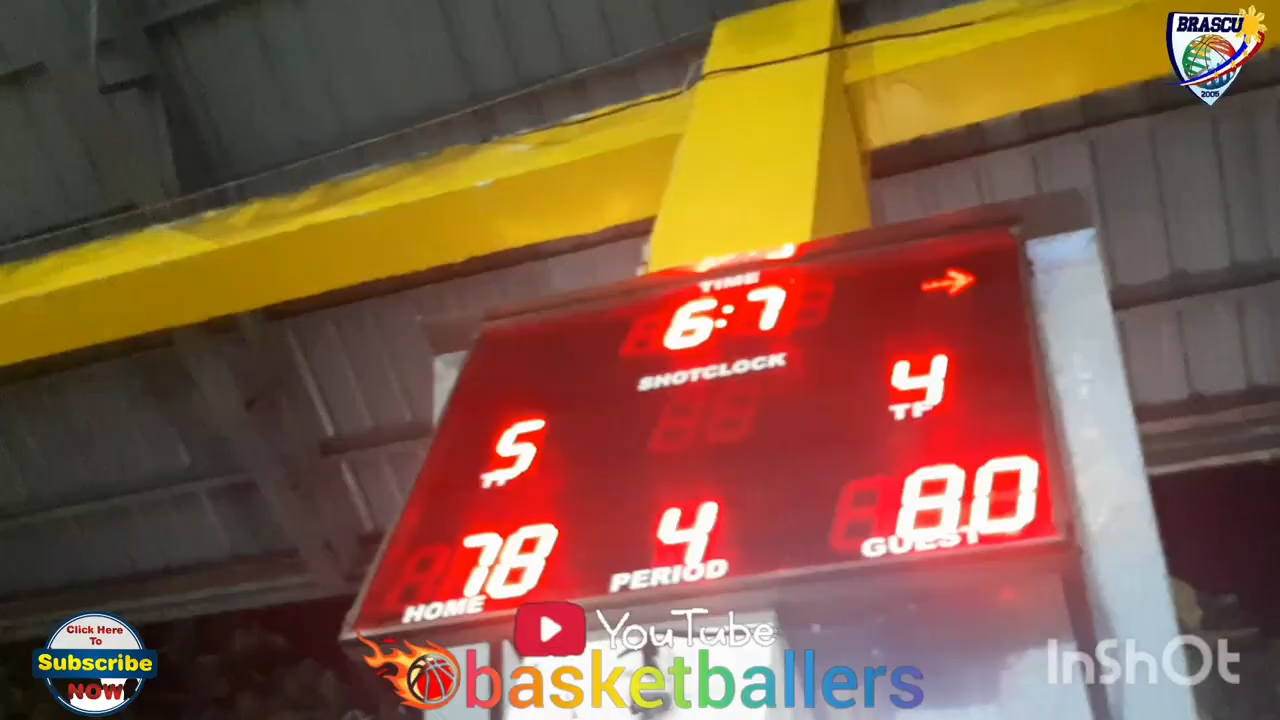 BRASCU
2005
TIME
6:7
SHOTCLOCK
5
TF
4
TF
78
HOME
4
PERIOD
80
GUEST
Click Here
To
Subscribe
NOW
YouTube
basketballers
InShOt